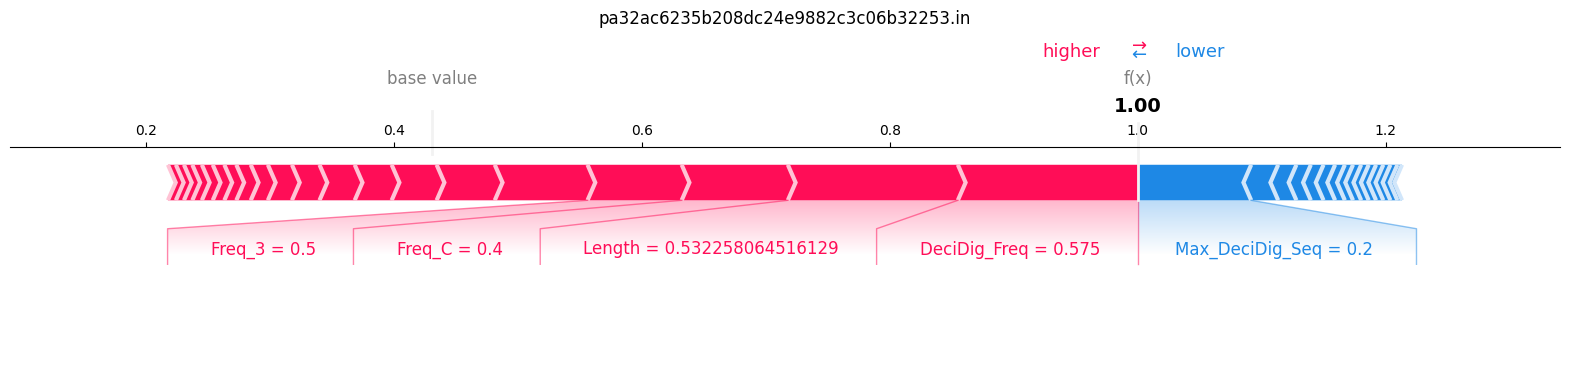 pa32ac6235b208dc24e9882c3c06b32253.in
higher ⇄ lower
base value f(x)
1.00
0.2 0.4 0.6 0.8 1.0 1.2
Freq_3 = 0.5 Freq_C = 0.4 Length = 0.532258064516129 DeciDig_Freq = 0.575 Max_DeciDig_Seq = 0.2